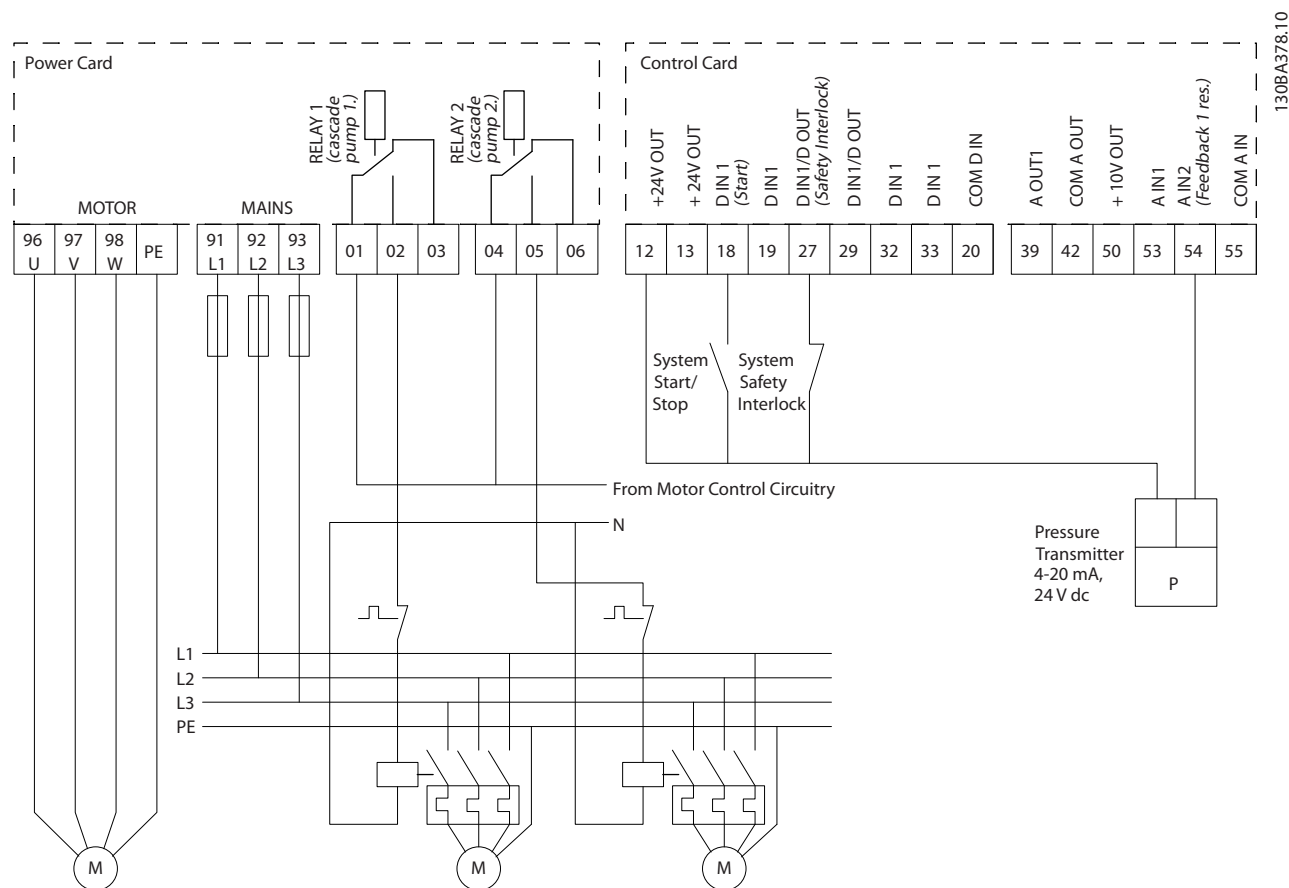 130BA378.10
Power Card
Control Card
RELAY 1
(cascade
pump 1.)
RELAY 2
(cascade
pump 2.)
+24V OUT
+ 24V OUT
D IN 1
(Start)
D IN1
D IN1/D OUT
(Safety Interlock)
D IN1/D OUT
D IN 1
D IN 1
COM D IN
A OUT1
COM A OUT
+ 10V OUT
A IN1
A IN2
(Feedback 1 res.)
COM A IN
MOTOR
MAINS
96 97 98 PE
U V W
91 92 93
L1 L2 L3
01 02 03
04 05 06
12 13 18 19 27 29 32 33 20
39 42 50 53 54 55
System
Start/
Stop
System
Safety
Interlock
From Motor Control Circuitry
N
Pressure
Transmitter
4-20 mA,
24 V dc
P
L1
L2
L3
PE
M
M
M